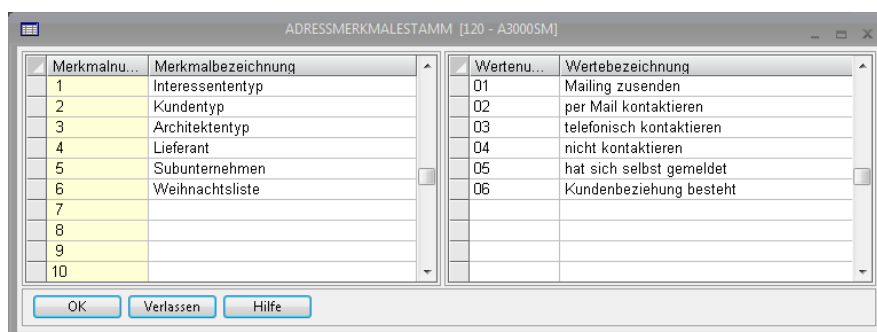 ADRESSMERKMALESTAMM [120 - A3000SM]
Merkmalnu... Merkmalbezeichnung
1 Interessententyp
2 Kundentyp
3 Architektentyp
4 Lieferant
5 Subunternehmen
6 Weihnachtsliste
7
8
9
10
Wertenu... Wertebezeichnung
01 Mailing zusenden
02 per Mail kontaktieren
03 telefonisch kontaktieren
04 nicht kontaktieren
05 hat sich selbst gemeldet
06 Kundenbeziehung besteht
OK Verlassen Hilfe